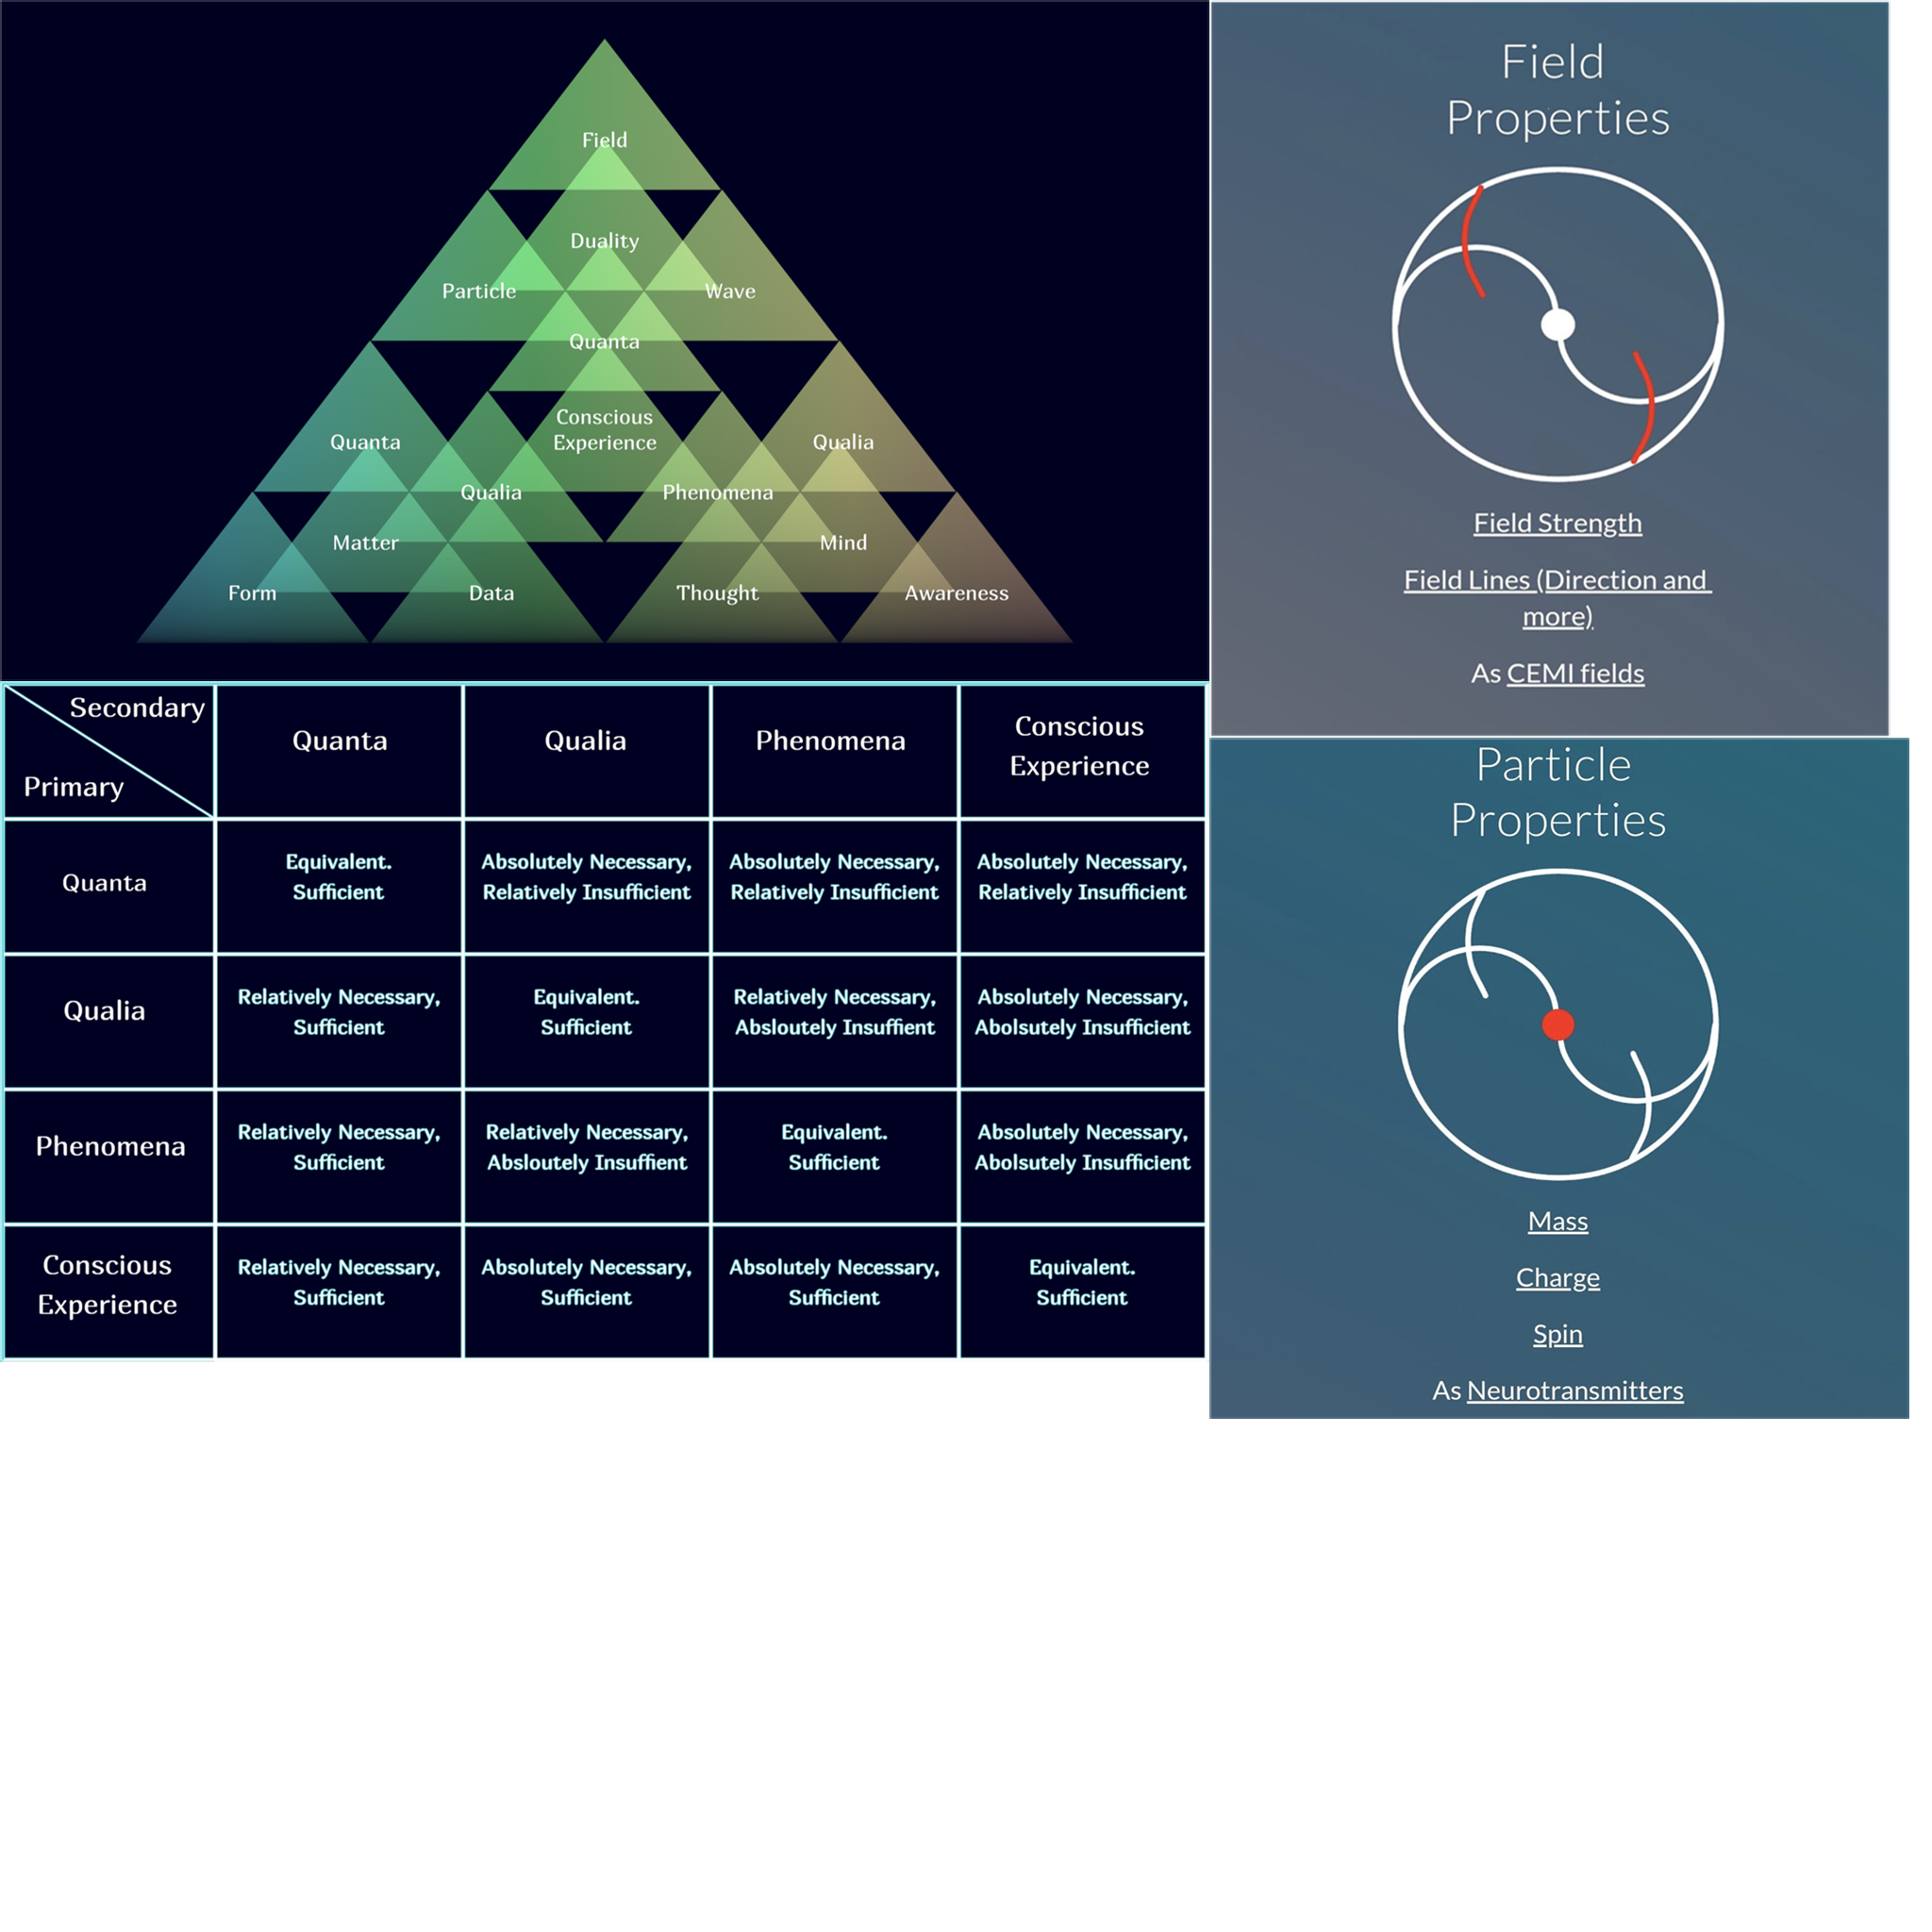 Field
Duality
Particle
Wave
Quanta
Conscious
Experience
Quanta
Qualia
Qualia
Phenomena
Matter
Mind
Form
Data
Thought
Awareness
Field
Properties
Field Strength
Field Lines (Direction and
more)
As CEMI fields
Secondary
Primary
Quanta
Qualia
Phenomena
Conscious
Experience
Quanta
Equivalent.
Sufficient
Absolutely Necessary,
Relatively Insufficient
Absolutely Necessary,
Relatively Insufficient
Absolutely Necessary,
Relatively Insufficient
Qualia
Relatively Necessary,
Sufficient
Equivalent.
Sufficient
Relatively Necessary,
Absloutely Insuffient
Absolutely Necessary,
Abolsutely Insufficient
Phenomena
Relatively Necessary,
Sufficient
Relatively Necessary,
Absloutely Insuffient
Equivalent.
Sufficient
Absolutely Necessary,
Abolsutely Insufficient
Conscious
Experience
Relatively Necessary,
Sufficient
Absolutely Necessary,
Sufficient
Absolutely Necessary,
Sufficient
Equivalent.
Sufficient
Particle
Properties
Mass
Charge
Spin
As Neurotransmitters